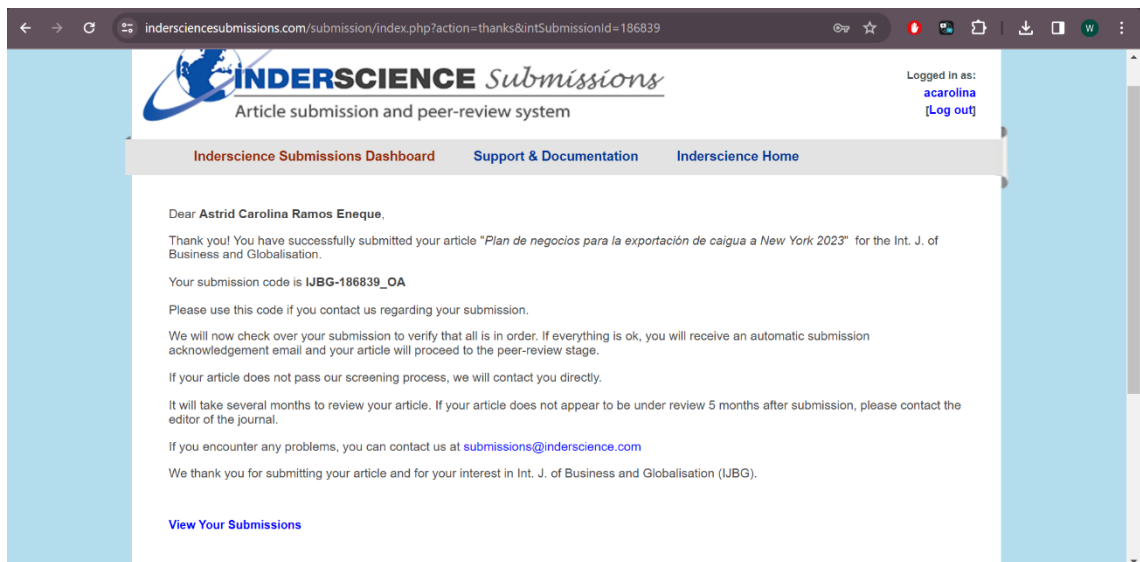 indersciencesubmissions.com/submission/index.php?action=thanks&intSubmissionId=186839
W
INDERSCIENCE Submissions
Article submission and peer-review system
Logged in as:
acarolina
[Log out]
Inderscience Submissions Dashboard Support & Documentation Inderscience Home
Dear Astrid Carolina Ramos Eneque,
Thank you! You have successfully submitted your article "Plan de negocios para la exportación de caigua a New York 2023" for the Int. J. of
Business and Globalisation.
Your submission code is IJBG-186839_OA
Please use this code if you contact us regarding your submission.
We will now check over your submission to verify that all is in order. If everything is ok, you will receive an automatic submission
acknowledgement email and your article will proceed to the peer-review stage.
If your article does not pass our screening process, we will contact you directly.
It will take several months to review your article. If your article does not appear to be under review 5 months after submission, please contact the
editor of the journal.
If you encounter any problems, you can contact us at submissions@inderscience.com
We thank you for submitting your article and for your interest in Int. J. of Business and Globalisation (IJBG).
View Your Submissions